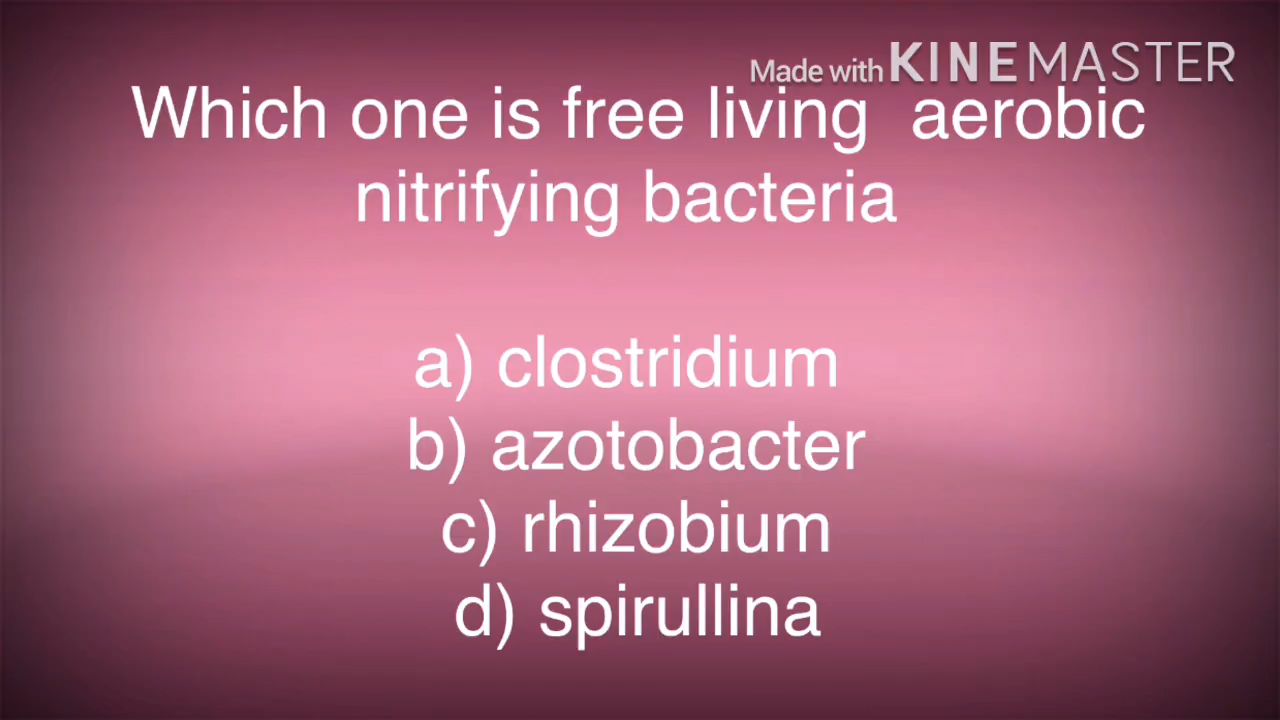 Made with KINEMASTER
Which one is free living aerobic
nitrifying bacteria
a) clostridium
b) azotobacter
c) rhizobium
d) spirullina